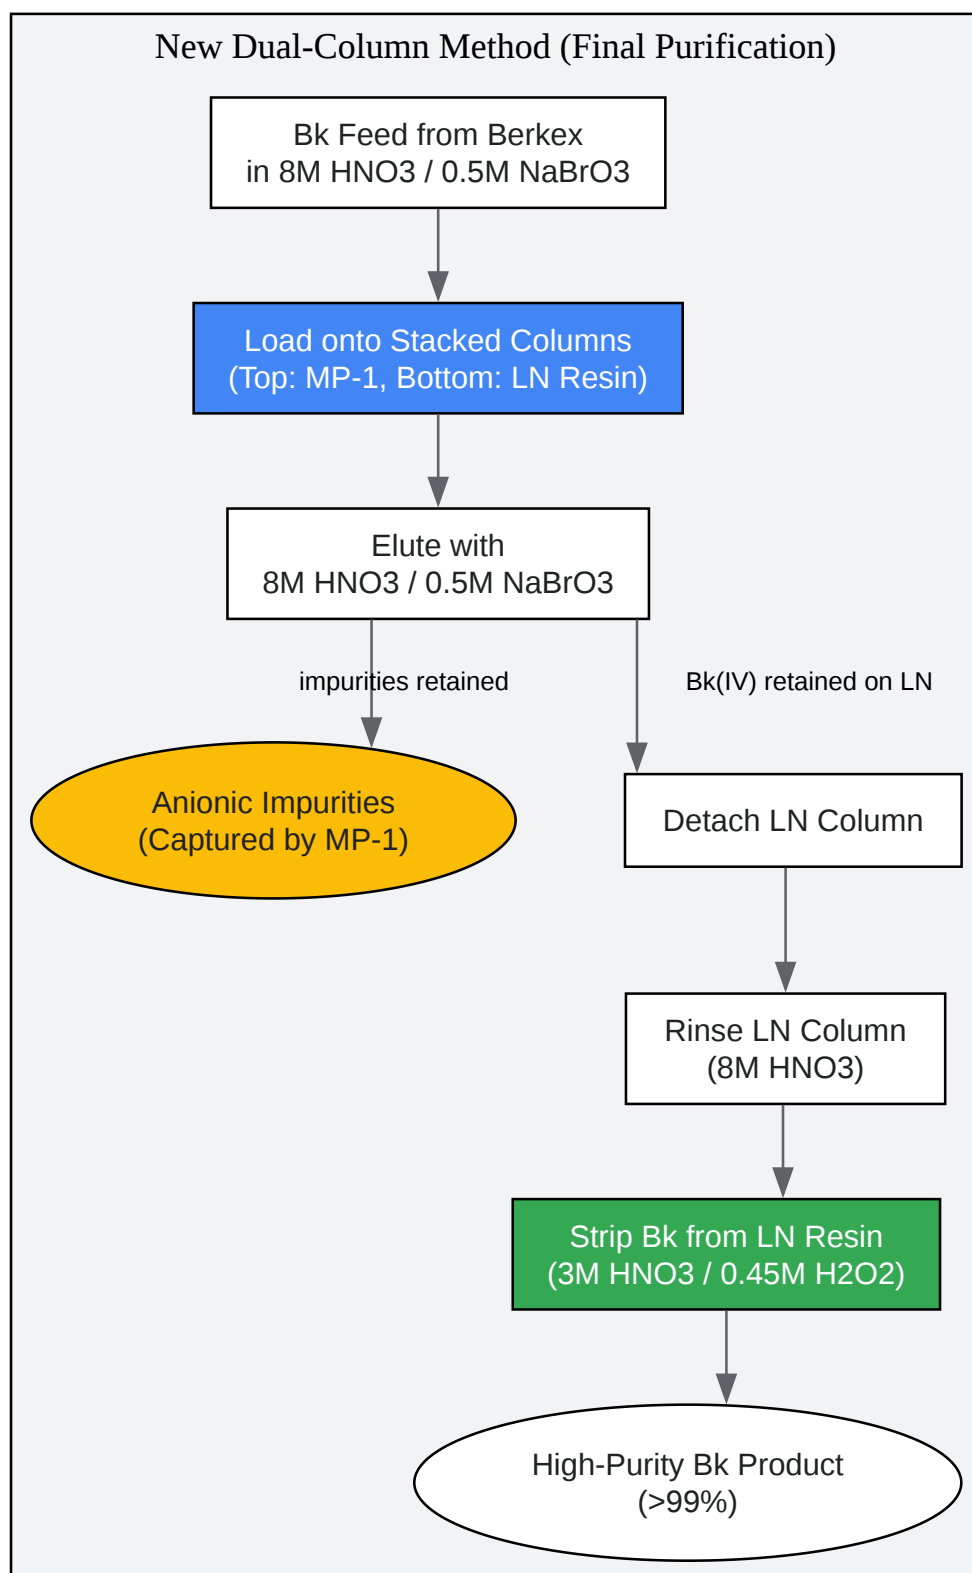 New Dual-Column Method (Final Purification)
Bk Feed from Berkex
in 8M HNO3 / 0.5M NaBrO3
Load onto Stacked Columns
(Top: MP-1, Bottom: LN Resin)
Elute with
8M HNO3 / 0.5M NaBrO3
impurities retained
Bk(IV) retained on LN
Anionic Impurities
(Captured by MP-1)
Detach LN Column
Rinse LN Column
(8M HNO3)
Strip Bk from LN Resin
(3M HNO3 / 0.45M H2O2)
High-Purity Bk Product
(>99%)